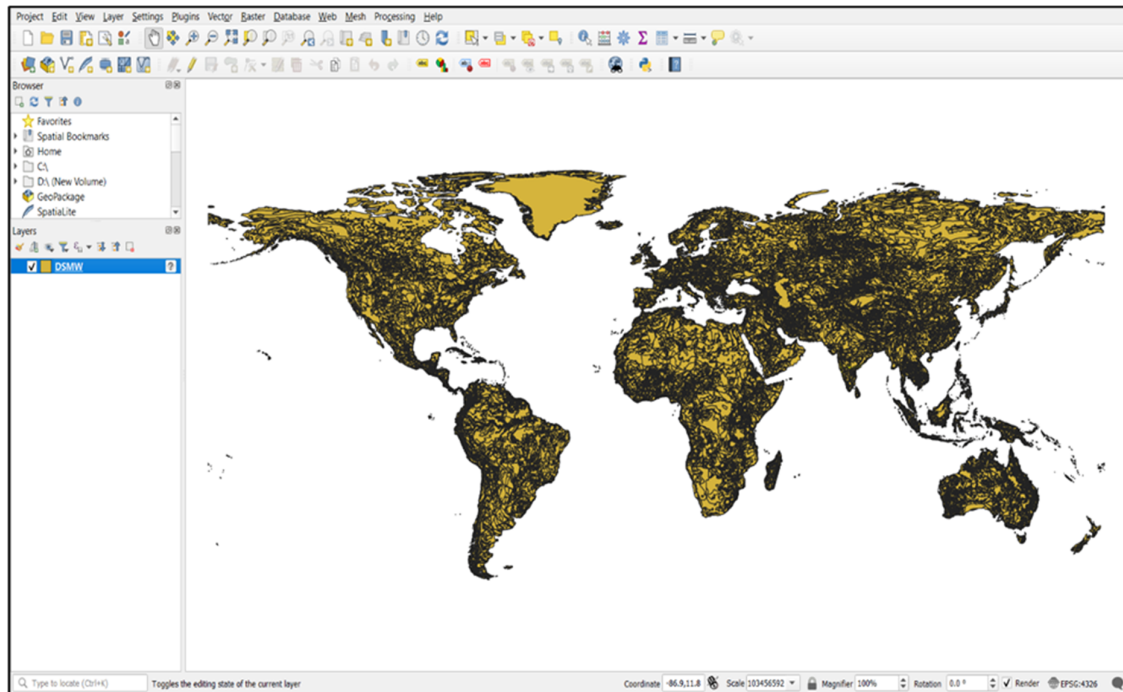 Project Edit View Layer Settings Plugins Vector Raster Database Web Mesh Processing Help
Browser
Favorites
Spatial Bookmarks
Home
C:\
D:\ (New Volume)
GeoPackage
SpatiaLite
Layers
DSMW ?
Type to locate (Ctrl+K) Toggles the editing state of the current layer Coordinate -86.9,11.8 Scale 103456592 Magnifier 100% Rotation 0.0 ° Render EPSG:4326